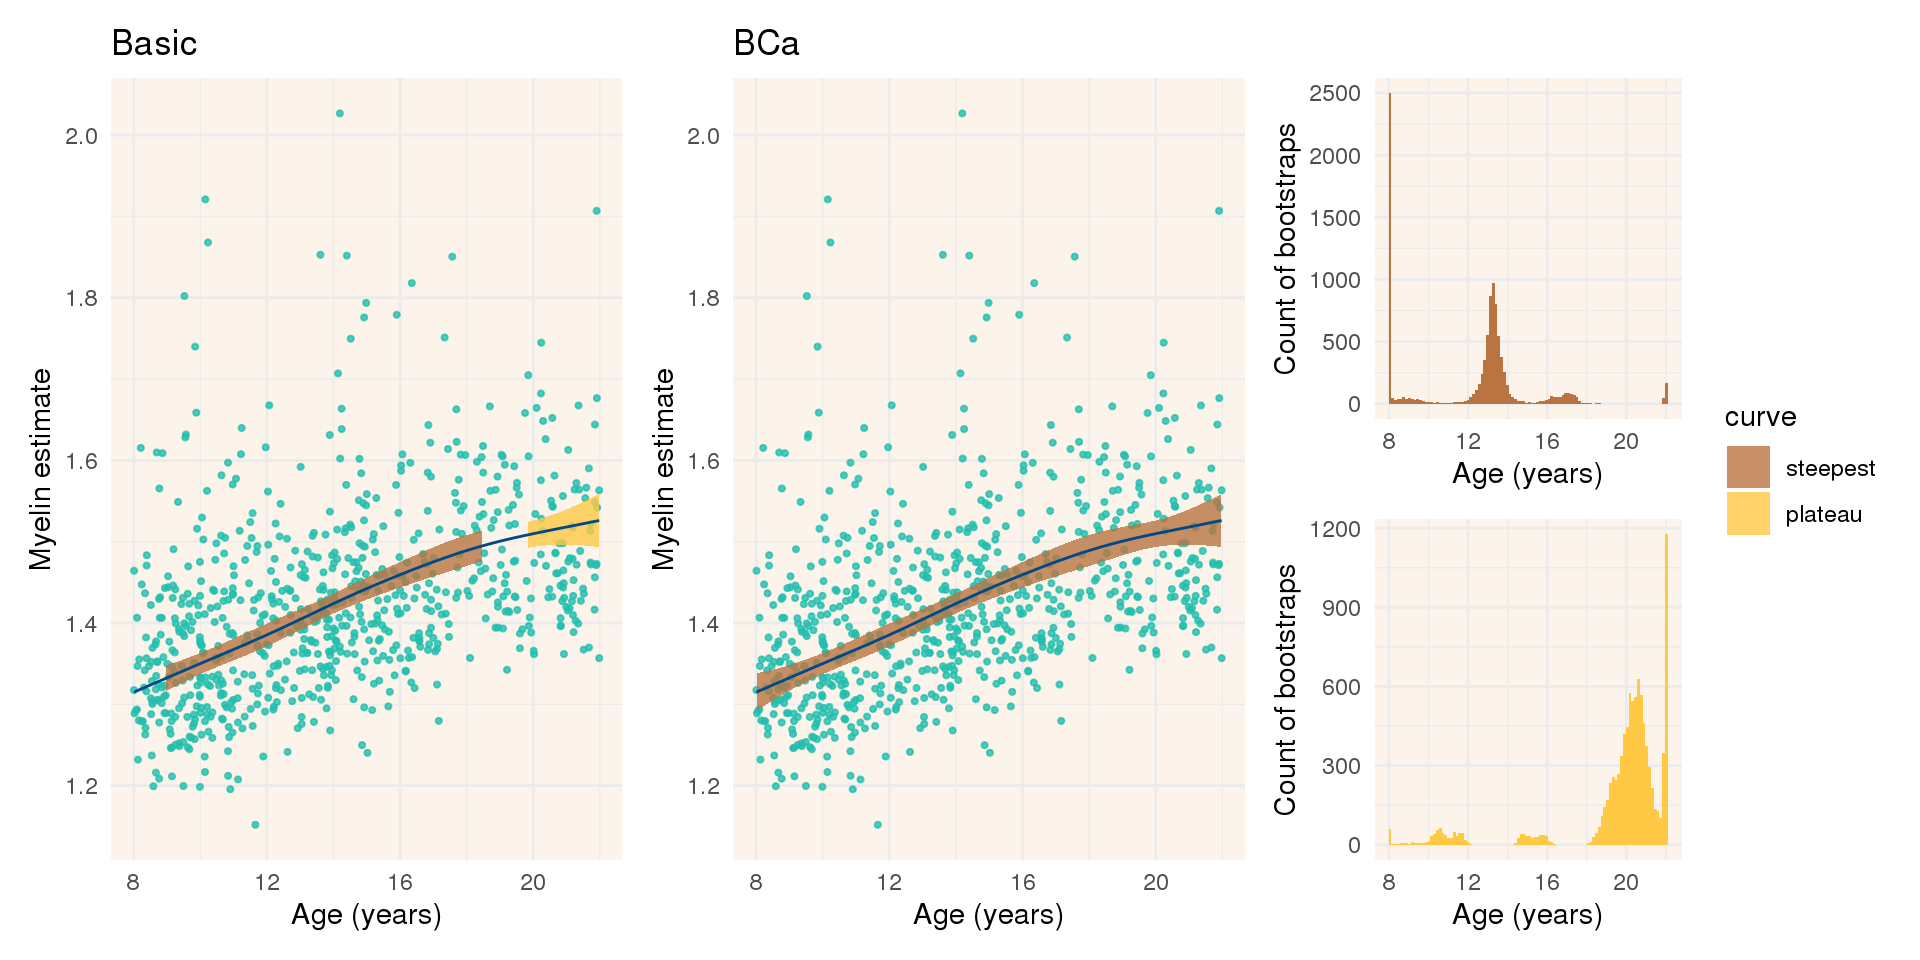 Basic
Myelin estimate
2.0
1.8
1.6
1.4
1.2
8 12 16 20
Age (years)
BCa
Myelin estimate
2.0
1.8
1.6
1.4
1.2
8 12 16 20
Age (years)
Count of bootstraps
2500
2000
1500
1000
500
0
8 12 16 20
Age (years)
Count of bootstraps
1200
900
600
300
0
8 12 16 20
Age (years)
curve
steepest
plateau